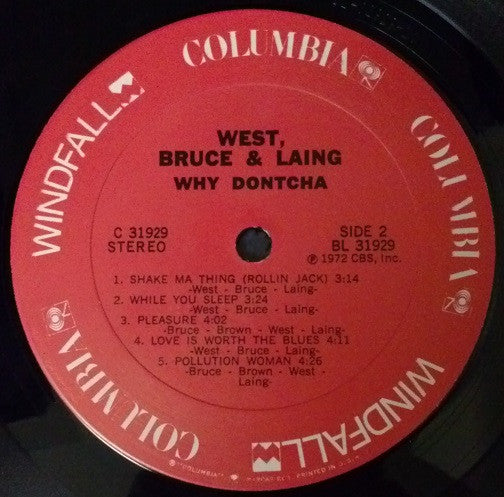 COLUMBIA
COLUMBIA
WINDFALL
COLUMBIA
WINDFALL
WEST,
BRUCE & LAING
WHY DONTCHA
C 31929
STEREO
SIDE 2
BL 31929
℗ 1972 CBS, Inc.
1. SHAKE MA THING (ROLLIN JACK) 3:14
-West - Bruce - Laing-
2. WHILE YOU SLEEP 3:24
-West - Bruce - Laing-
3. PLEASURE 4:02
-Bruce - Brown - West - Laing-
4. LOVE IS WORTH THE BLUES 4:11
-West - Bruce - Laing-
5. POLLUTION WOMAN 4:26
-Bruce - Brown - West -
Laing-
PRINTED IN U.S.A.